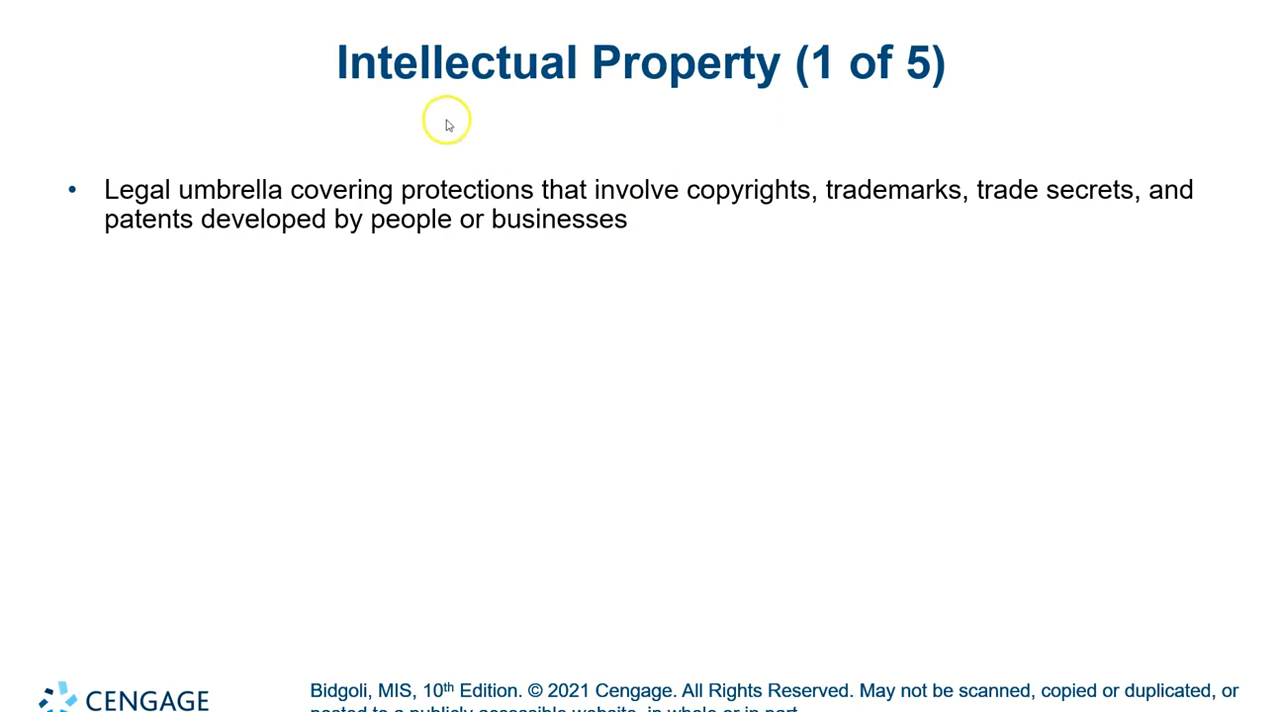 Intellectual Property (1 of 5)
• Legal umbrella covering protections that involve copyrights, trademarks, trade secrets, and
patents developed by people or businesses
CENGAGE
Bidgoli, MIS, 10th Edition. © 2021 Cengage. All Rights Reserved. May not be scanned, copied or duplicated, or
posted to a publicly accessible website, in whole or in part.